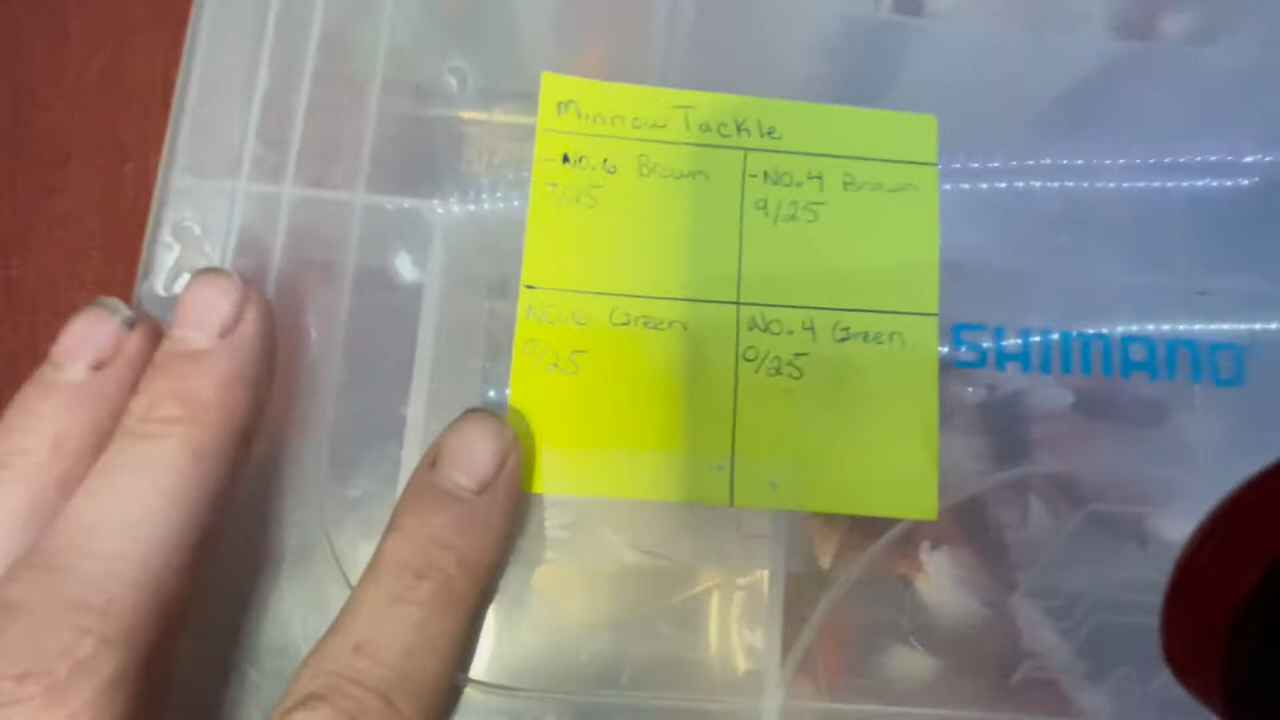 Minnow Tackle
- No.6 Brown
7/25
- No.4 Brown
9/25
No.6 Green
0/25
No.4 Green
0/25
SHIMANO